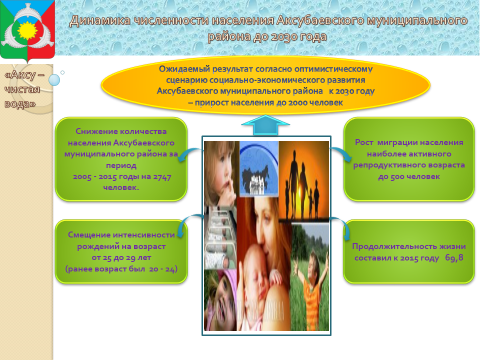 Динамика численности населения Аксубаевского муниципального
района до 2030 года
«Аксу –
чистая
вода»
Ожидаемый результат согласно оптимистическому
сценарию социально-экономического развития
Аксубаевского муниципального района к 2030 году
– прирост населения до 2000 человек
Снижение количества
населения Аксубаевского
муниципального района за
период
2005 - 2015 годы на 2747
человек.
Рост миграции населения
наиболее активного
репродуктивного возраста
до 500 человек
Смещение интенсивности
рождений на возраст
от 25 до 29 лет
(ранее возраст был 20 - 24)
Продолжительность жизни
составил к 2015 году 69,8